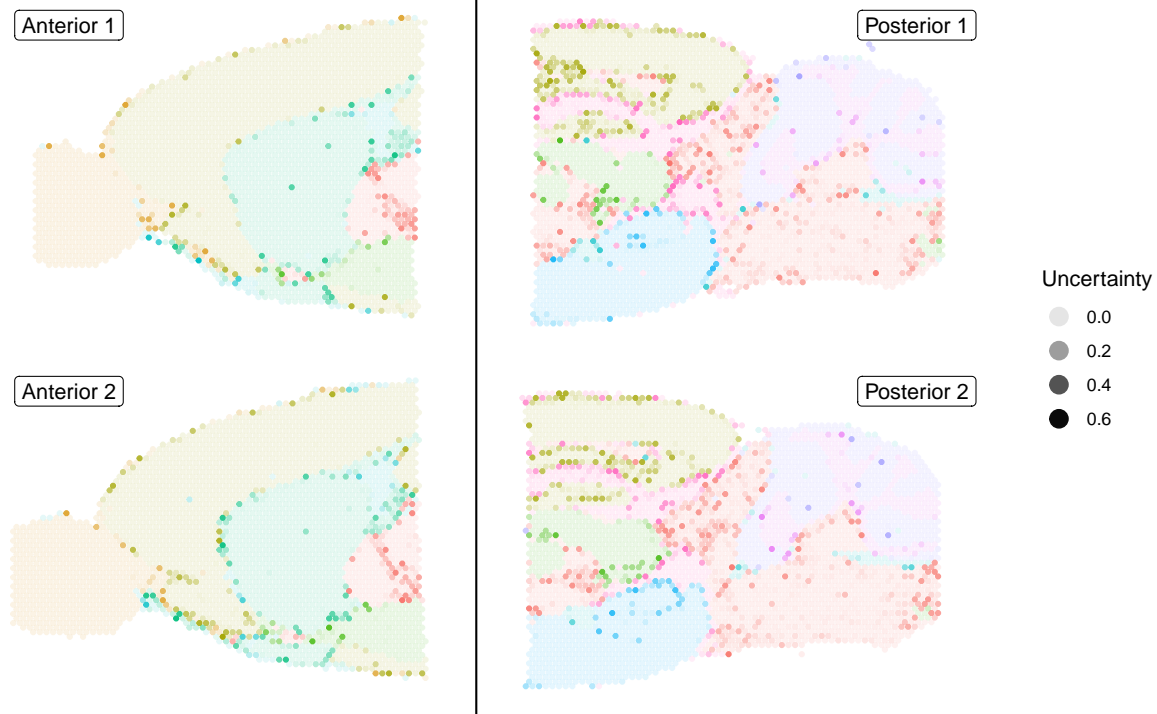 Anterior 1
Posterior 1
Uncertainty
0.0
0.2
0.4
0.6
Anterior 2
Posterior 2